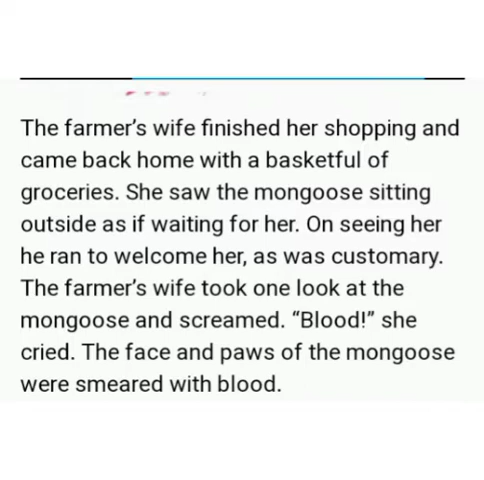 The farmer's wife finished her shopping and
came back home with a basketful of
groceries. She saw the mongoose sitting
outside as if waiting for her. On seeing her
he ran to welcome her, as was customary.
The farmer's wife took one look at the
mongoose and screamed. “Blood!” she
cried. The face and paws of the mongoose
were smeared with blood.